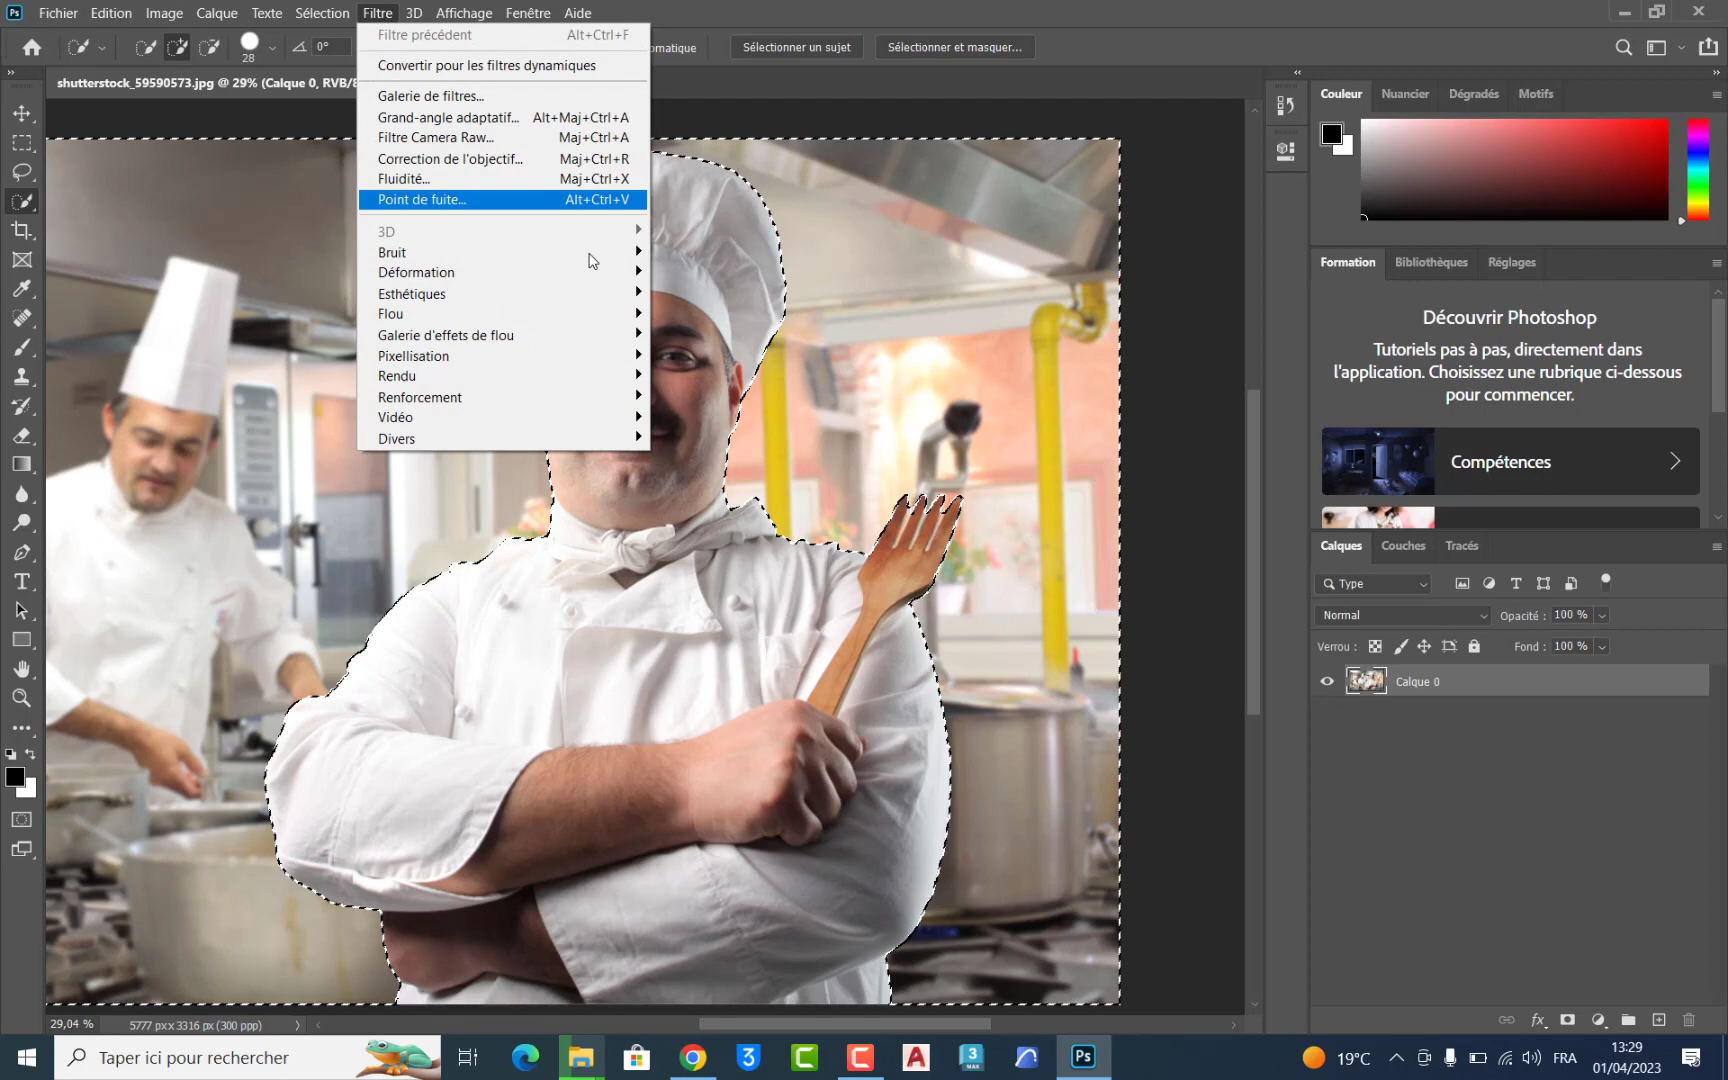 Ps Fichier Edition Image Calque Texte Sélection Filtre 3D Affichage Fenêtre Aide
28 0° omatique Sélectionner un sujet Sélectionner et masquer...
shutterstock_59590573.jpg @ 29% (Calque 0, RVB/8
Filtre précédent Alt+Ctrl+F
Convertir pour les filtres dynamiques
Galerie de filtres...
Grand-angle adaptatif... Alt+Maj+Ctrl+A
Filtre Camera Raw... Maj+Ctrl+A
Correction de l'objectif... Maj+Ctrl+R
Fluidité... Maj+Ctrl+X
Point de fuite... Alt+Ctrl+V
3D
Bruit
Déformation
Esthétiques
Flou
Galerie d'effets de flou
Pixellisation
Rendu
Renforcement
Vidéo
Divers
Couleur Nuancier Dégradés Motifs
Formation Bibliothèques Réglages
Découvrir Photoshop
Tutoriels pas à pas, directement dans
l'application. Choisissez une rubrique ci-dessous
pour commencer.
Compétences
Calques Couches Tracés
Type
Normal Opacité : 100 %
Verrou : Fond : 100 %
Calque 0
29,04 % 5777 px x 3316 px (300 ppp)
Taper ici pour rechercher
19°C FRA 13:29
01/04/2023